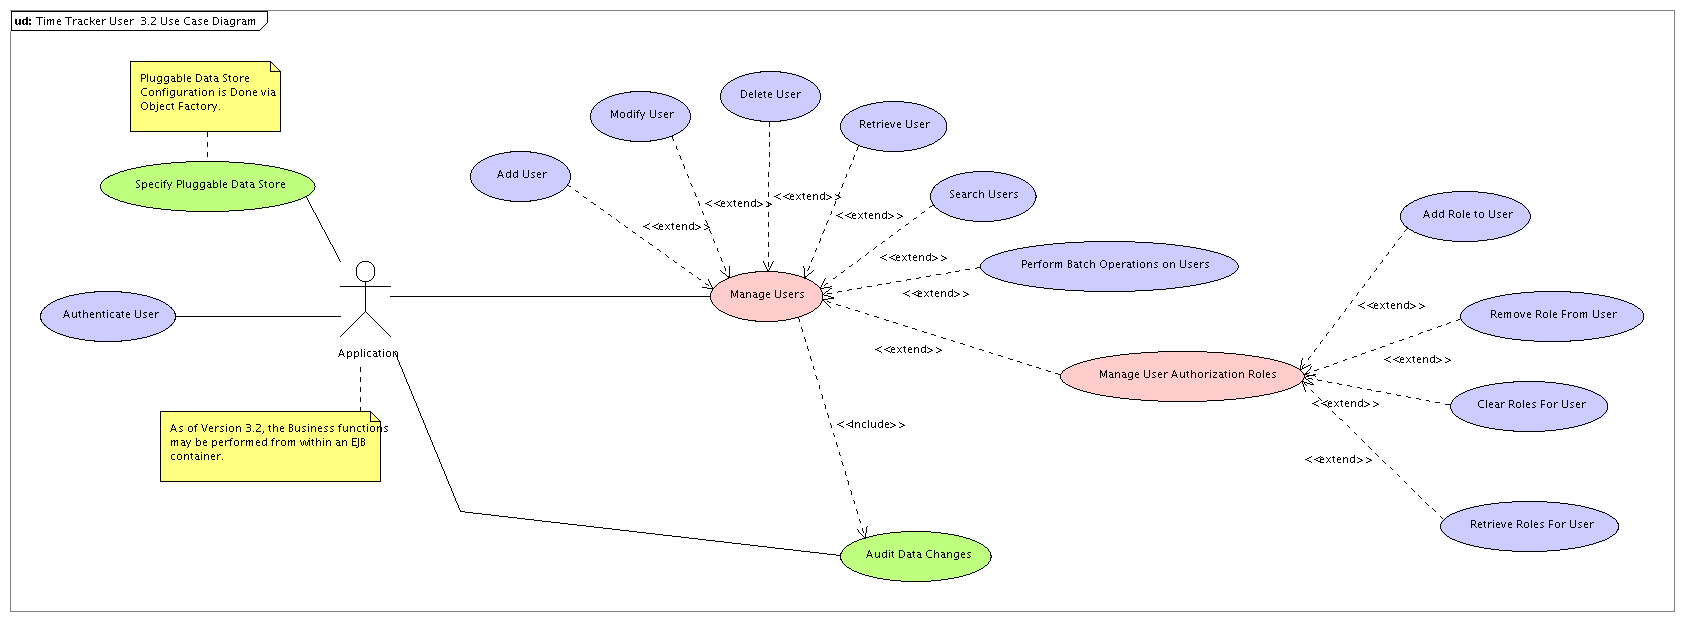 ud: Time Tracker User 3.2 Use Case Diagram
Pluggable Data Store
Configuration is Done via
Object Factory.
Specify Pluggable Data Store
Authenticate User
Application
As of Version 3.2, the Business functions
may be performed from within an EJB
container.
Add User
Modify User
Delete User
Retrieve User
Search Users
Perform Batch Operations on Users
<<extend>>
<<extend>>
<<extend>>
<<extend>>
<<extend>>
<<extend>>
Manage Users
<<extend>>
Manage User Authorization Roles
<<Include>>
Audit Data Changes
Add Role to User
<<extend>>
Remove Role From User
<<extend>>
Clear Roles For User
<<extend>>
<<extend>>
Retrieve Roles For User